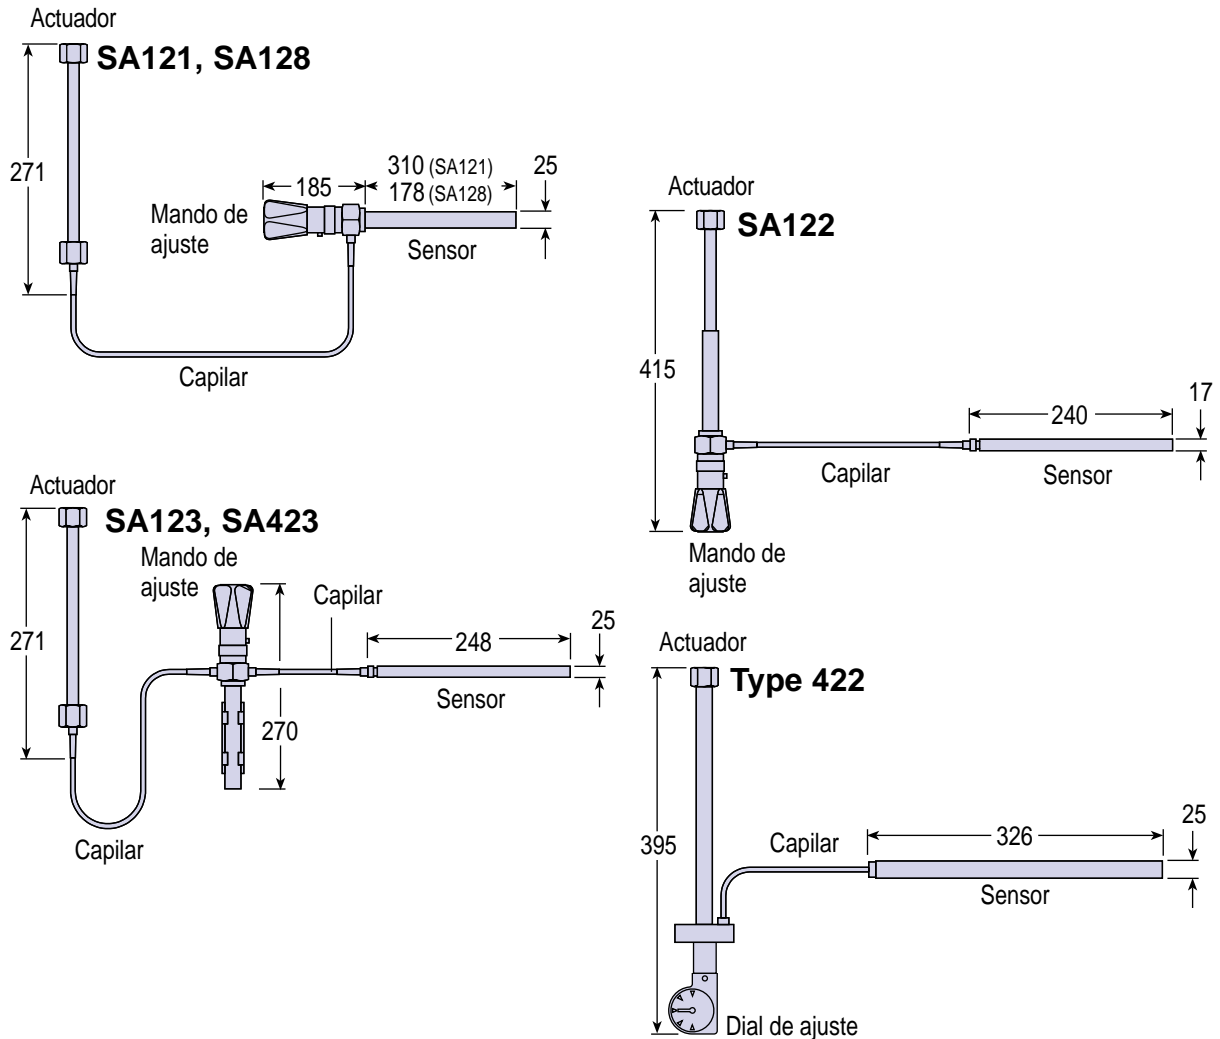 Actuador
SA121, SA128
271
185
310 (SA121)
178 (SA128)
25
Mando de
ajuste
Sensor
Capilar
Actuador
SA122
415
240
17
Capilar
Sensor
Mando de
ajuste
Actuador
SA123, SA423
Mando de
ajuste
Capilar
271
248
25
Sensor
270
Capilar
Actuador
Type 422
395
Capilar
326
25
Sensor
Dial de ajuste